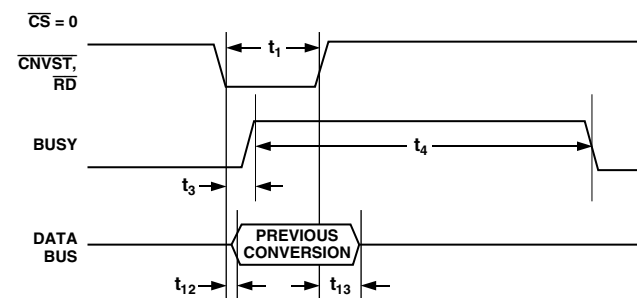 CS = 0
t1
CNVST,
RD
BUSY
t4
t3
DATA
BUS
PREVIOUS
CONVERSION
t12
t13